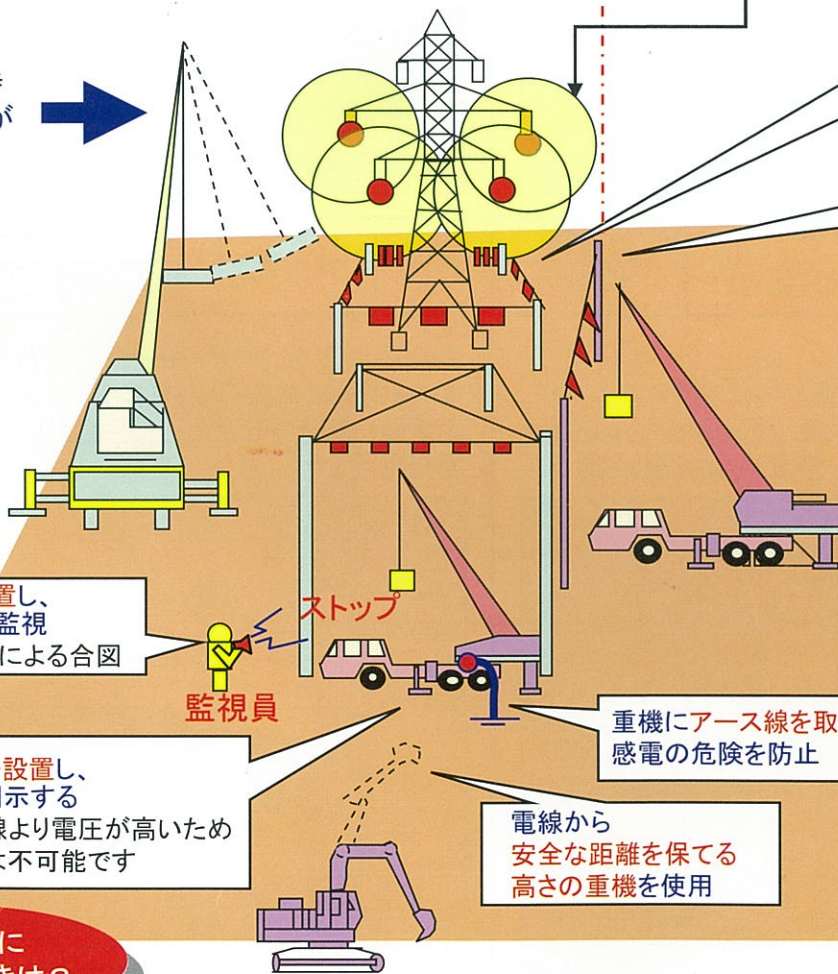 が
置し、
監視
による合図
ストップ
監視員
重機にアース線を取
感電の危険を防止
設置し、
示する
線より電圧が高いため
不可能です
電線から
安全な距離を保てる
高さの重機を使用
に